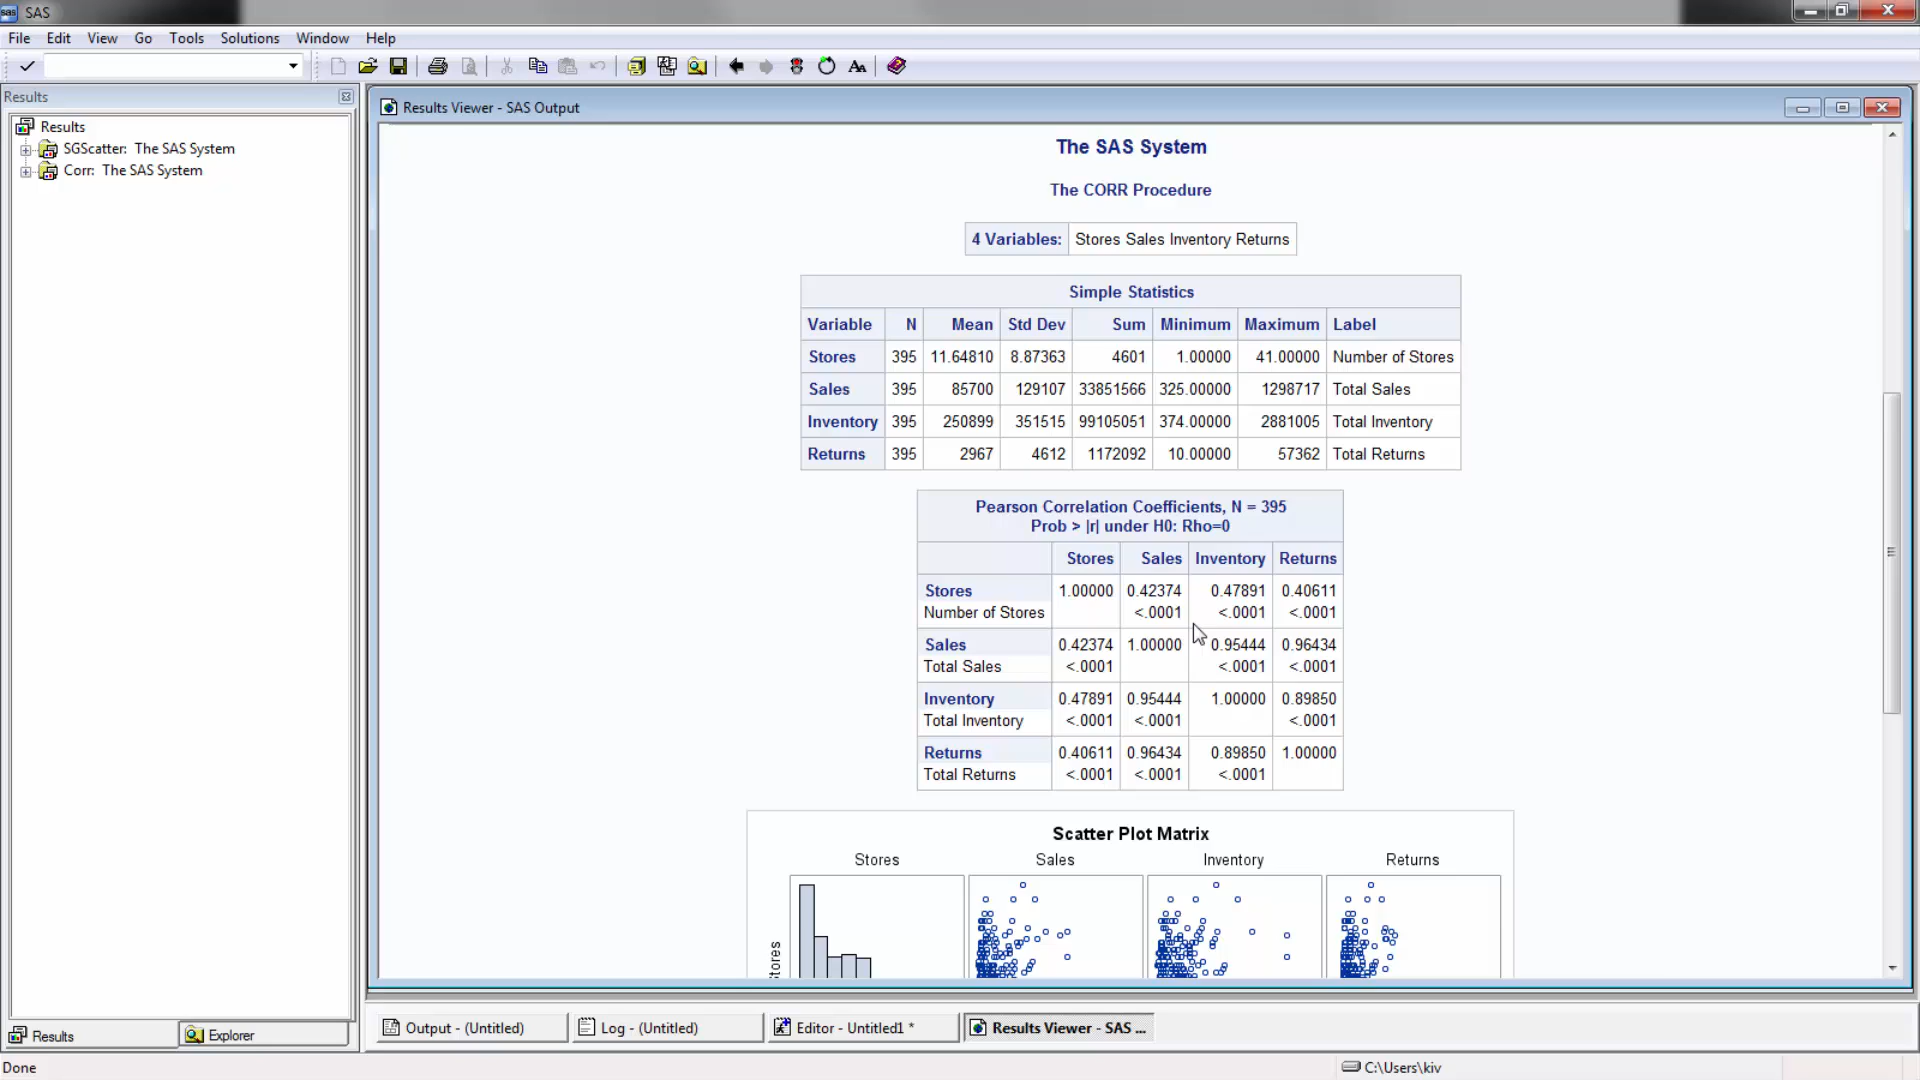 SAS
File Edit View Go Tools Solutions Window Help
Results
Results Viewer - SAS Output
Results
SGScatter: The SAS System
Corr: The SAS System
The SAS System
The CORR Procedure
4 Variables: Stores Sales Inventory Returns
Simple Statistics
Variable N Mean Std Dev Sum Minimum Maximum Label
Stores 395 11.64810 8.87363 4601 1.00000 41.00000 Number of Stores
Sales 395 85700 129107 33851566 325.00000 1298717 Total Sales
Inventory 395 250899 351515 99105051 374.00000 2881005 Total Inventory
Returns 395 2967 4612 1172092 10.00000 57362 Total Returns
Pearson Correlation Coefficients, N = 395
Prob > |r| under H0: Rho=0
Stores Sales Inventory Returns
Stores 1.00000 0.42374 0.47891 0.40611
Number of Stores <.0001 <.0001 <.0001
Sales 0.42374 1.00000 0.95444 0.96434
Total Sales <.0001 <.0001 <.0001
Inventory 0.47891 0.95444 1.00000 0.89850
Total Inventory <.0001 <.0001 <.0001
Returns 0.40611 0.96434 0.89850 1.00000
Total Returns <.0001 <.0001 <.0001
Scatter Plot Matrix
Stores Sales Inventory Returns
Results Explorer
Output - (Untitled) Log - (Untitled) Editor - Untitled1 * Results Viewer - SAS ...
Done C:\Users\kiv